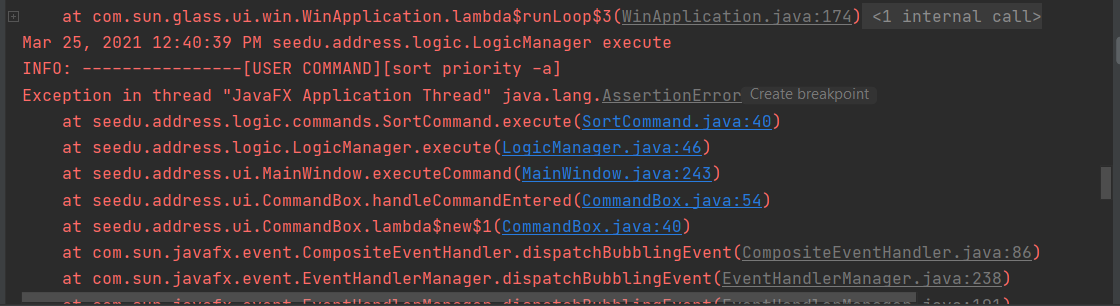 at com.sun.glass.ui.win.WinApplication.lambda$runLoop$3(WinApplication.java:174) <1 internal call>
Mar 25, 2021 12:40:39 PM seedu.address.logic.LogicManager execute
INFO: ----------------[USER COMMAND][sort priority -a]
Exception in thread "JavaFX Application Thread" java.lang.AssertionError Create breakpoint
at seedu.address.logic.commands.SortCommand.execute(SortCommand.java:40)
at seedu.address.logic.LogicManager.execute(LogicManager.java:46)
at seedu.address.ui.MainWindow.executeCommand(MainWindow.java:243)
at seedu.address.ui.CommandBox.handleCommandEntered(CommandBox.java:54)
at seedu.address.ui.CommandBox.lambda$new$1(CommandBox.java:40)
at com.sun.javafx.event.CompositeEventHandler.dispatchBubblingEvent(CompositeEventHandler.java:86)
at com.sun.javafx.event.EventHandlerManager.dispatchBubblingEvent(EventHandlerManager.java:238)